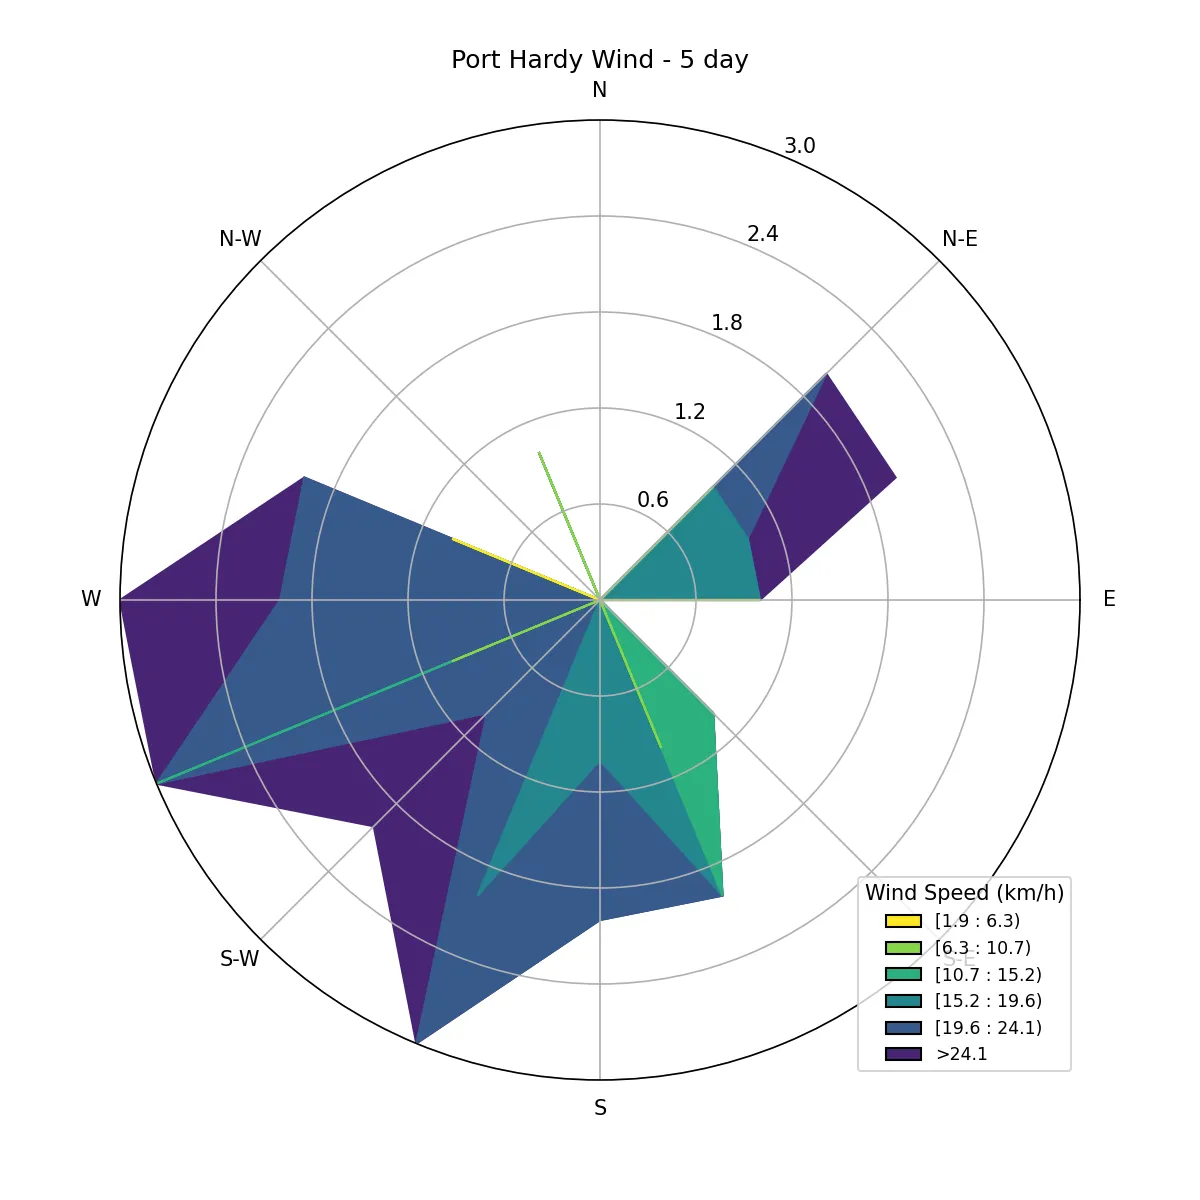 Port Hardy Wind - 5 day
N
3.0
N-W
2.4
N-E
1.8
1.2
0.6
W
E
S-W
S-E
Wind Speed (km/h)
[1.9 : 6.3)
[6.3 : 10.7)
[10.7 : 15.2)
[15.2 : 19.6)
[19.6 : 24.1)
>24.1
S